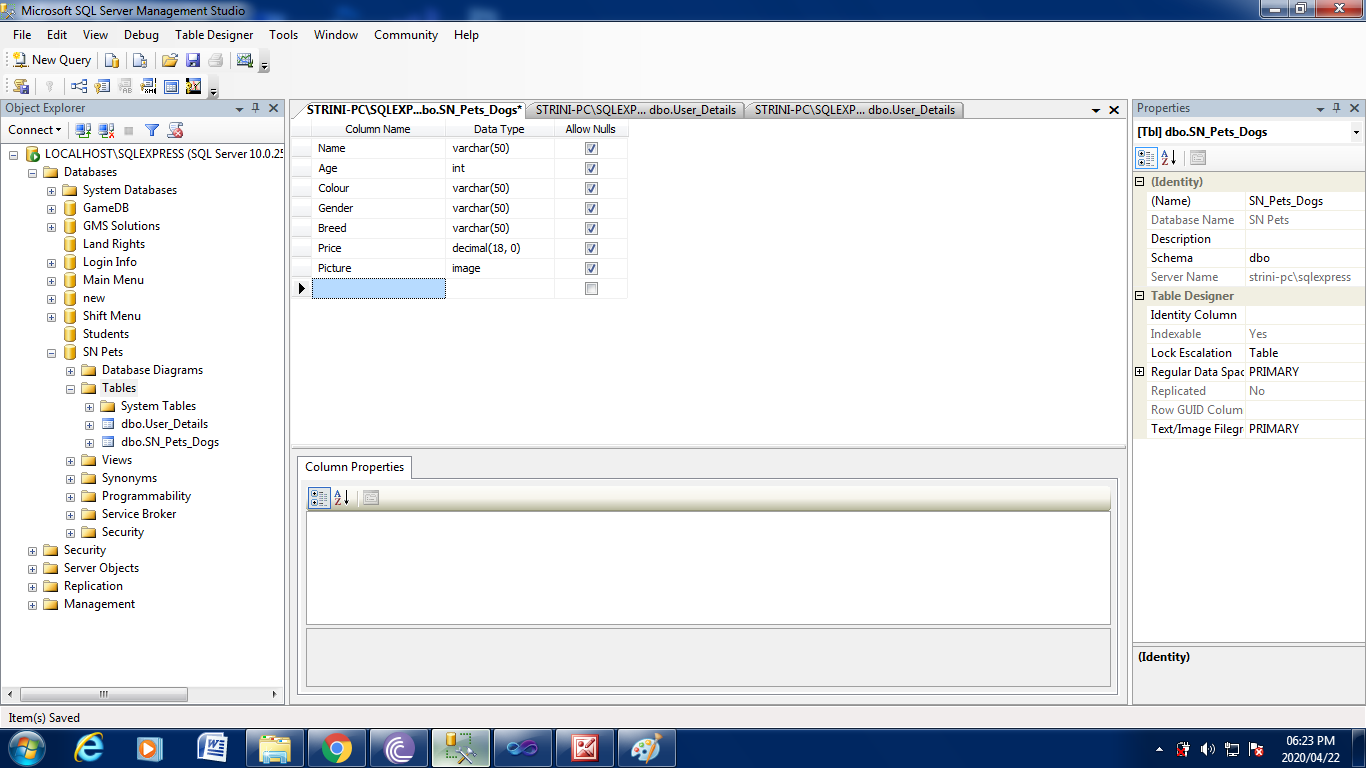 Microsoft SQL Server Management Studio
File Edit View Debug Table Designer Tools Window Community Help
New Query
Object Explorer
Connect
LOCALHOST\SQLEXPRESS (SQL Server 10.0.25
Databases
System Databases
GameDB
GMS Solutions
Land Rights
Login Info
Main Menu
new
Shift Menu
Students
SN Pets
Database Diagrams
Tables
System Tables
dbo.User_Details
dbo.SN_Pets_Dogs
Views
Synonyms
Programmability
Service Broker
Security
Security
Server Objects
Replication
Management
STRINI-PC\SQLEXP...bo.SN_Pets_Dogs* STRINI-PC\SQLEXP... dbo.User_Details STRINI-PC\SQLEXP... dbo.User_Details
Column Name Data Type Allow Nulls
Name varchar(50)
Age int
Colour varchar(50)
Gender varchar(50)
Breed varchar(50)
Price decimal(18, 0)
Picture image
Column Properties
Properties
[Tbl] dbo.SN_Pets_Dogs
(Identity)
(Name) SN_Pets_Dogs
Database Name SN Pets
Description
Schema dbo
Server Name strini-pc\sqlexpress
Table Designer
Identity Column
Indexable Yes
Lock Escalation Table
Regular Data Spac PRIMARY
Replicated No
Row GUID Colum
Text/Image Filegr PRIMARY
(Identity)
Item(s) Saved
06:23 PM
2020/04/22